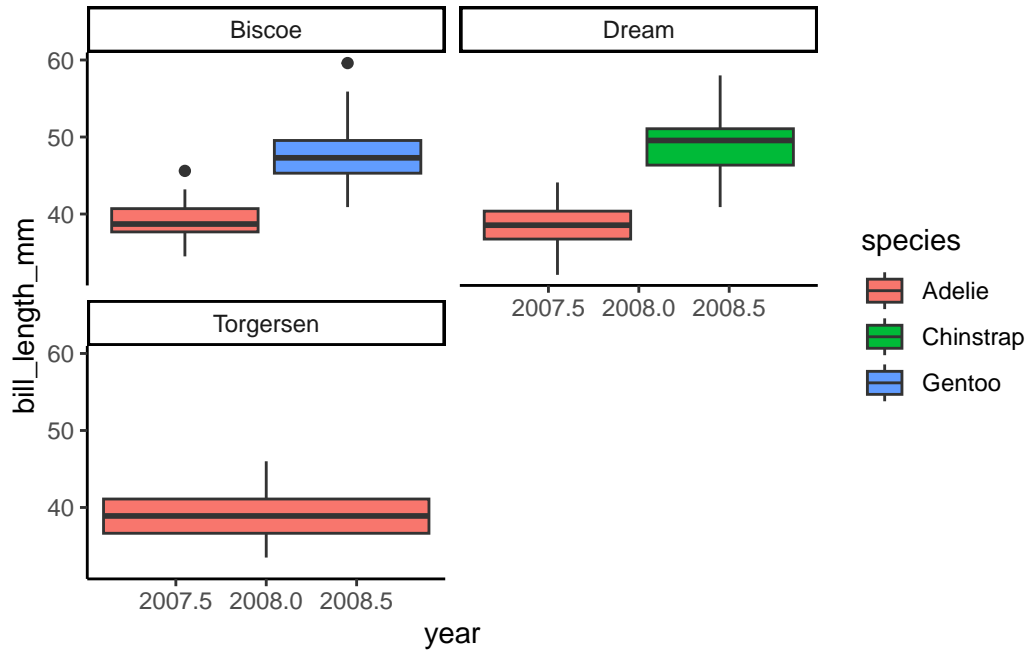 Biscoe
Dream
60
50
40
2007.5 2008.0 2008.5
Torgersen
60
50
40
2007.5 2008.0 2008.5
year
bill_length_mm
species
Adelie
Chinstrap
Gentoo